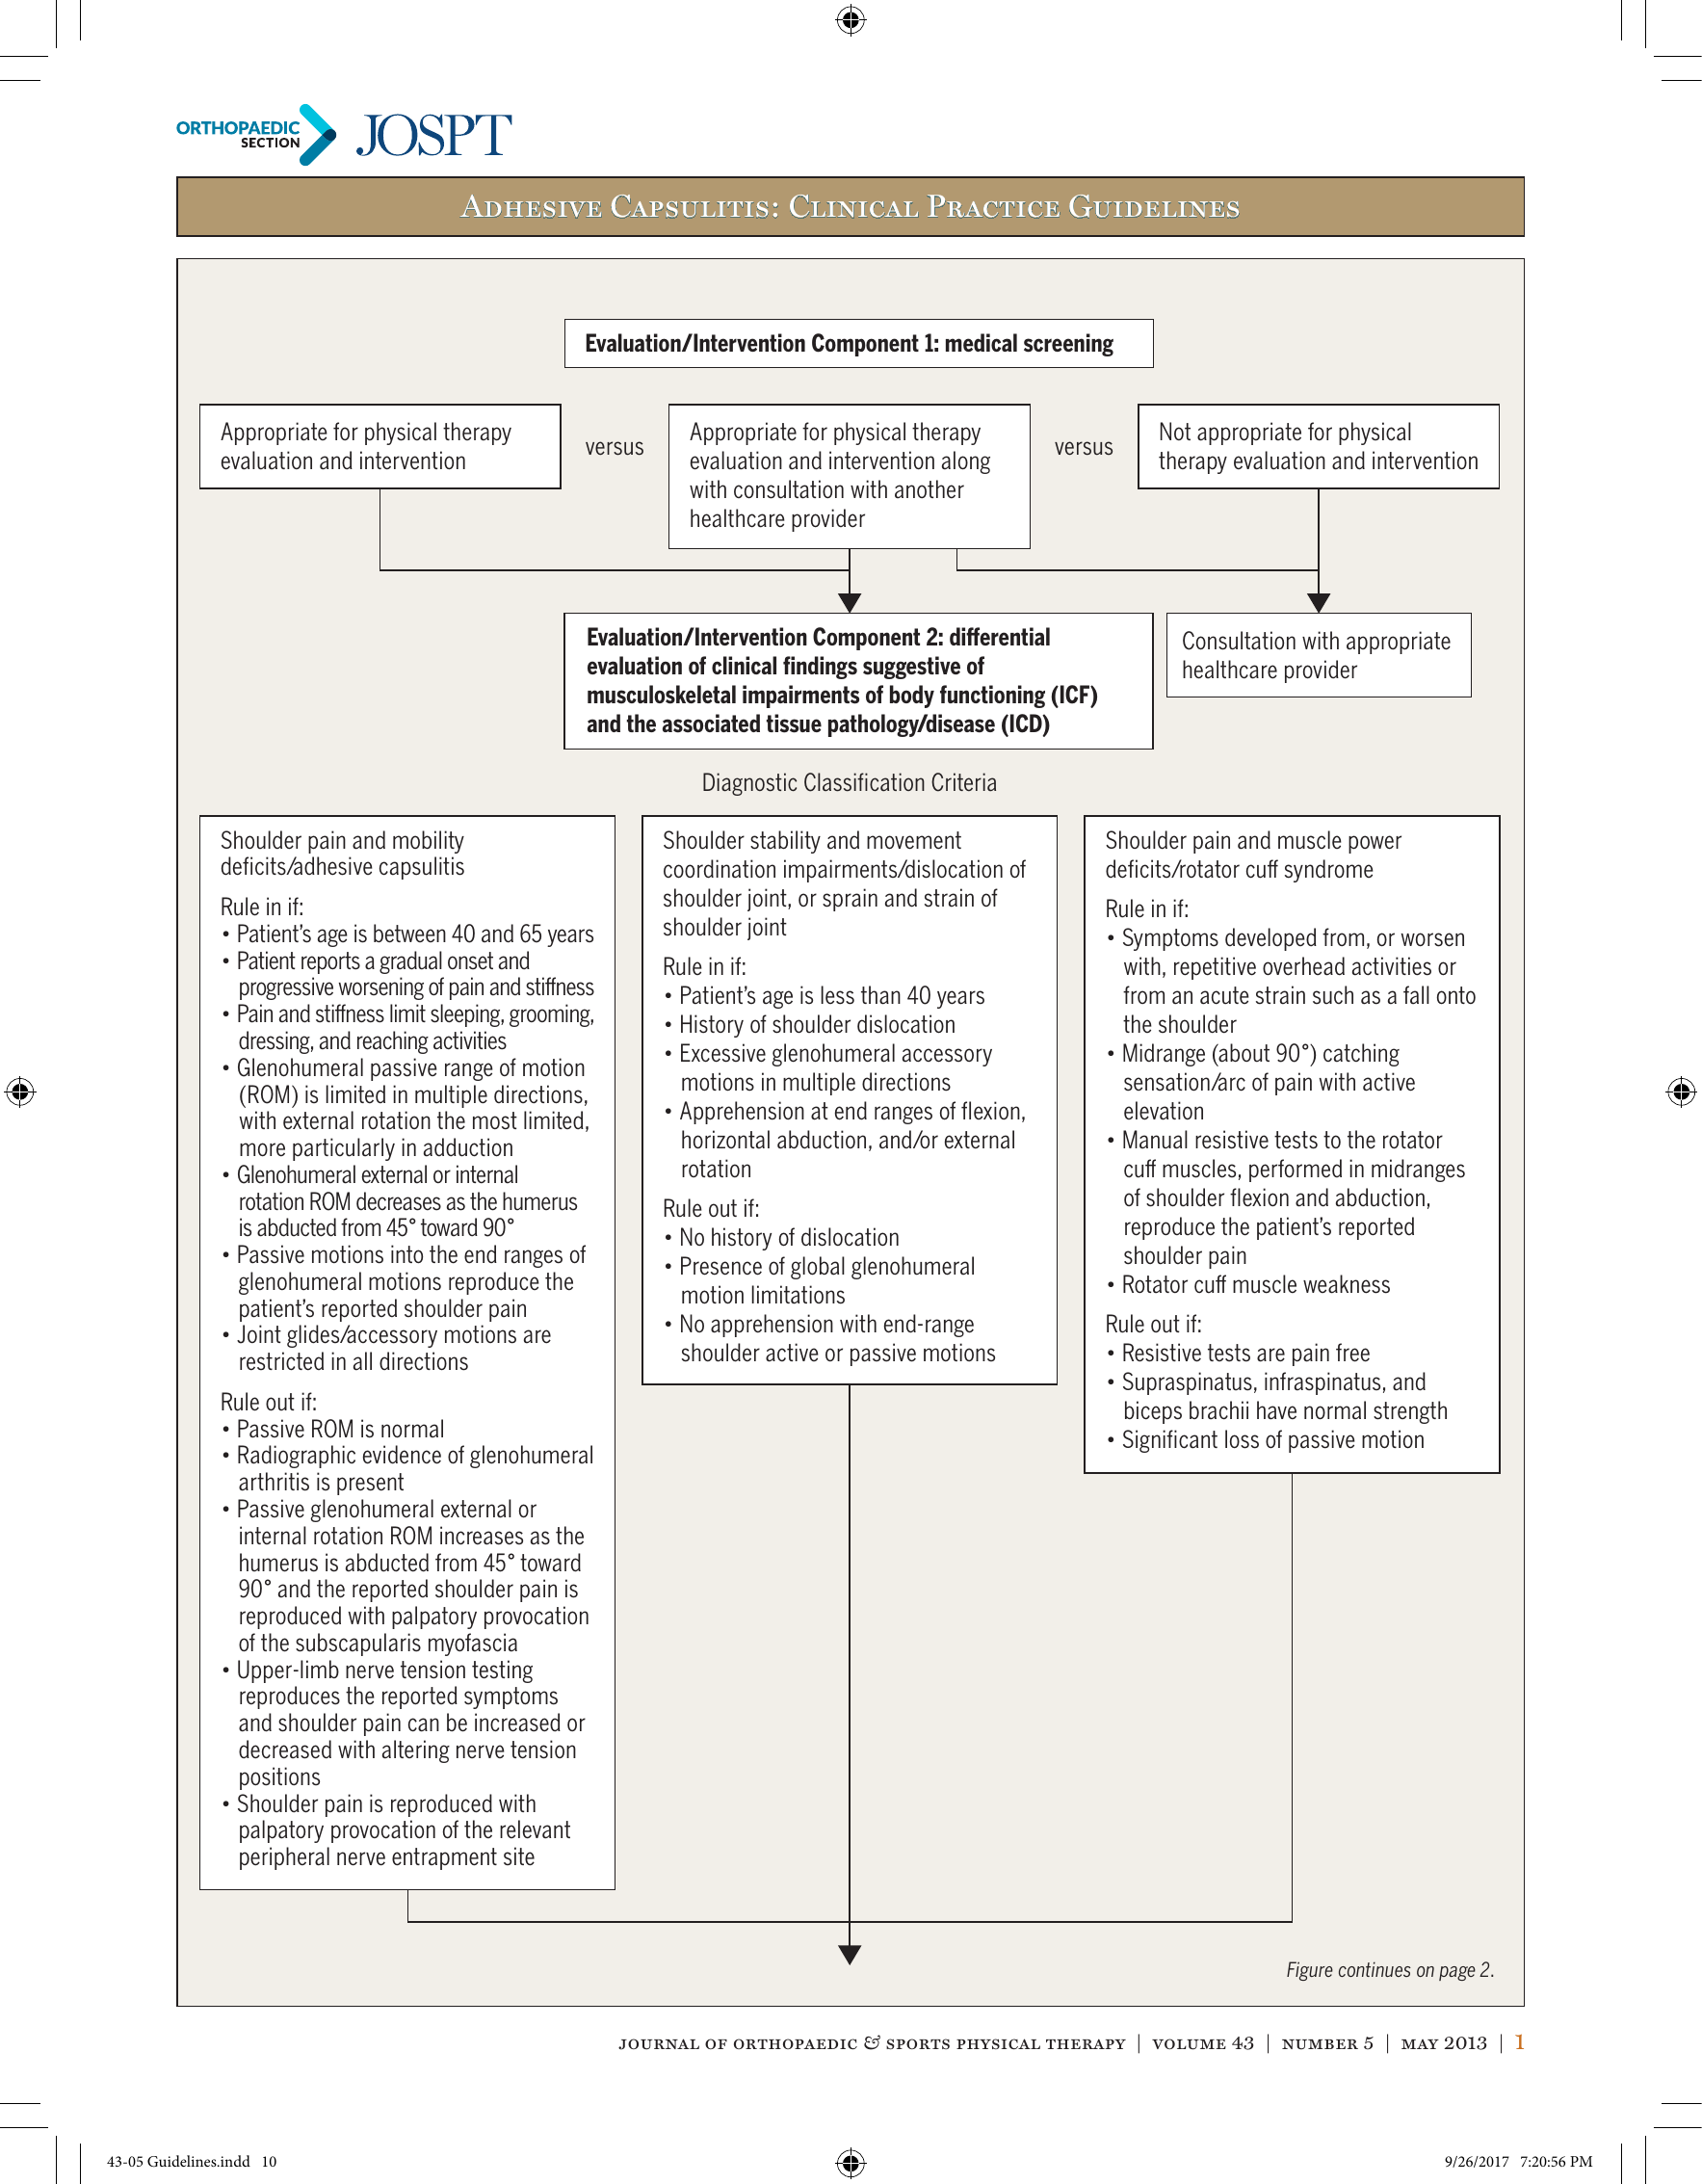 ORTHOPAEDIC
SECTION
JOSPT
Adhesive Capsulitis: Clinical Practice Guidelines
Evaluation/Intervention Component 1: medical screening
Appropriate for physical therapy
evaluation and intervention
versus
Appropriate for physical therapy
evaluation and intervention along
with consultation with another
healthcare provider
versus
Not appropriate for physical
therapy evaluation and intervention
Evaluation/Intervention Component 2: differential
evaluation of clinical findings suggestive of
musculoskeletal impairments of body functioning (ICF)
and the associated tissue pathology/disease (ICD)
Consultation with appropriate
healthcare provider
Diagnostic Classification Criteria
Shoulder pain and mobility
deficits/adhesive capsulitis
Rule in if:
• Patient's age is between 40 and 65 years
• Patient reports a gradual onset and
progressive worsening of pain and stiffness
• Pain and stiffness limit sleeping, grooming,
dressing, and reaching activities
• Glenohumeral passive range of motion
(ROM) is limited in multiple directions,
with external rotation the most limited,
more particularly in adduction
• Glenohumeral external or internal
rotation ROM decreases as the humerus
is abducted from 45° toward 90°
• Passive motions into the end ranges of
glenohumeral motions reproduce the
patient's reported shoulder pain
• Joint glides/accessory motions are
restricted in all directions
Rule out if:
• Passive ROM is normal
• Radiographic evidence of glenohumeral
arthritis is present
• Passive glenohumeral external or
internal rotation ROM increases as the
humerus is abducted from 45° toward
90° and the reported shoulder pain is
reproduced with palpatory provocation
of the subscapularis myofascia
• Upper-limb nerve tension testing
reproduces the reported symptoms
and shoulder pain can be increased or
decreased with altering nerve tension
positions
• Shoulder pain is reproduced with
palpatory provocation of the relevant
peripheral nerve entrapment site
Shoulder stability and movement
coordination impairments/dislocation of
shoulder joint, or sprain and strain of
shoulder joint
Rule in if:
• Patient's age is less than 40 years
• History of shoulder dislocation
• Excessive glenohumeral accessory
motions in multiple directions
• Apprehension at end ranges of flexion,
horizontal abduction, and/or external
rotation
Rule out if:
• No history of dislocation
• Presence of global glenohumeral
motion limitations
• No apprehension with end-range
shoulder active or passive motions
Shoulder pain and muscle power
deficits/rotator cuff syndrome
Rule in if:
• Symptoms developed from, or worsen
with, repetitive overhead activities or
from an acute strain such as a fall onto
the shoulder
• Midrange (about 90°) catching
sensation/arc of pain with active
elevation
• Manual resistive tests to the rotator
cuff muscles, performed in midranges
of shoulder flexion and abduction,
reproduce the patient's reported
shoulder pain
• Rotator cuff muscle weakness
Rule out if:
• Resistive tests are pain free
• Supraspinatus, infraspinatus, and
biceps brachii have normal strength
• Significant loss of passive motion
Figure continues on page 2.
journal of orthopaedic & sports physical therapy | volume 43 | number 5 | may 2013 | 1
43-05 Guidelines.indd 10
9/26/2017 7:20:56 PM